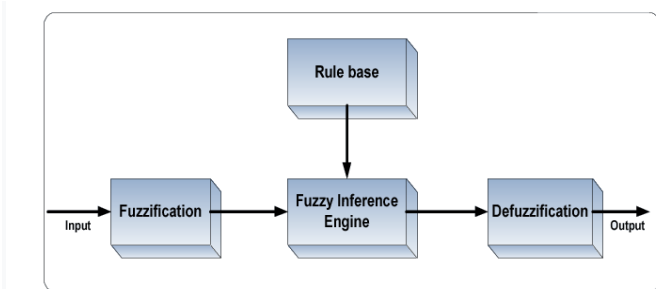 Rule base
Input
Fuzzification
Fuzzy Inference
Engine
Defuzzification
Output